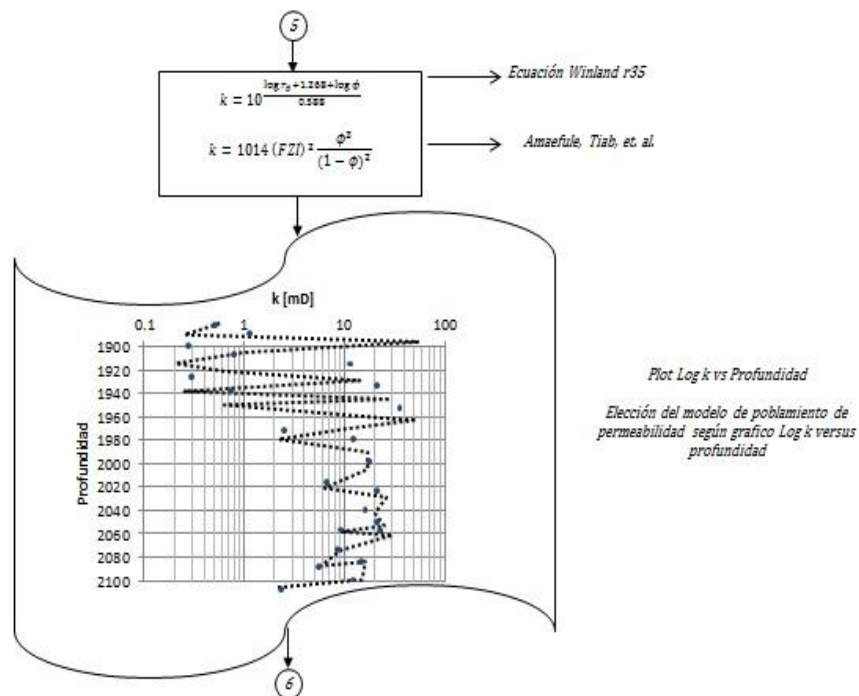 5
Ecuación Winland r35
k = 10^((log r₃₅+1.268+log ϕ)/0.588)
k = 1014 (FZI)² ϕ³/(1 − ϕ)²
Amaefule, Tiab, et. al.
k [mD]
0.1 1 10 100
1900
1920
1940
1960
1980
2000
2020
2040
2060
2080
2100
Profundidad
Plot Log k vs Profundidad
Elección del modelo de poblamiento de
permeabilidad según grafico Log k versus
profundidad
6